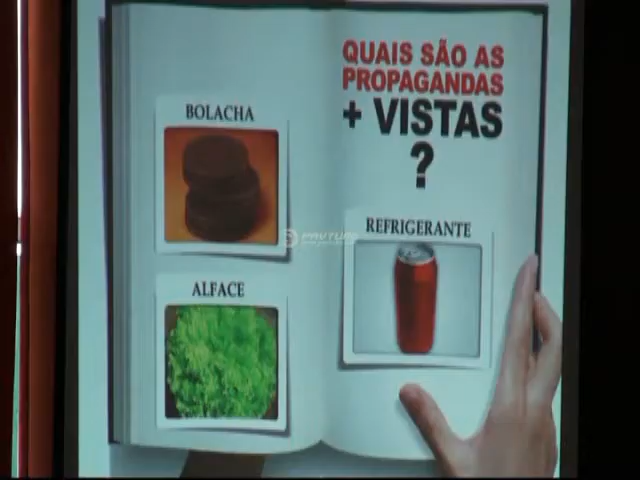 BOLACHA
ALFACE
QUAIS SÃO AS
PROPAGANDAS
+ VISTAS
?
REFRIGERANTE